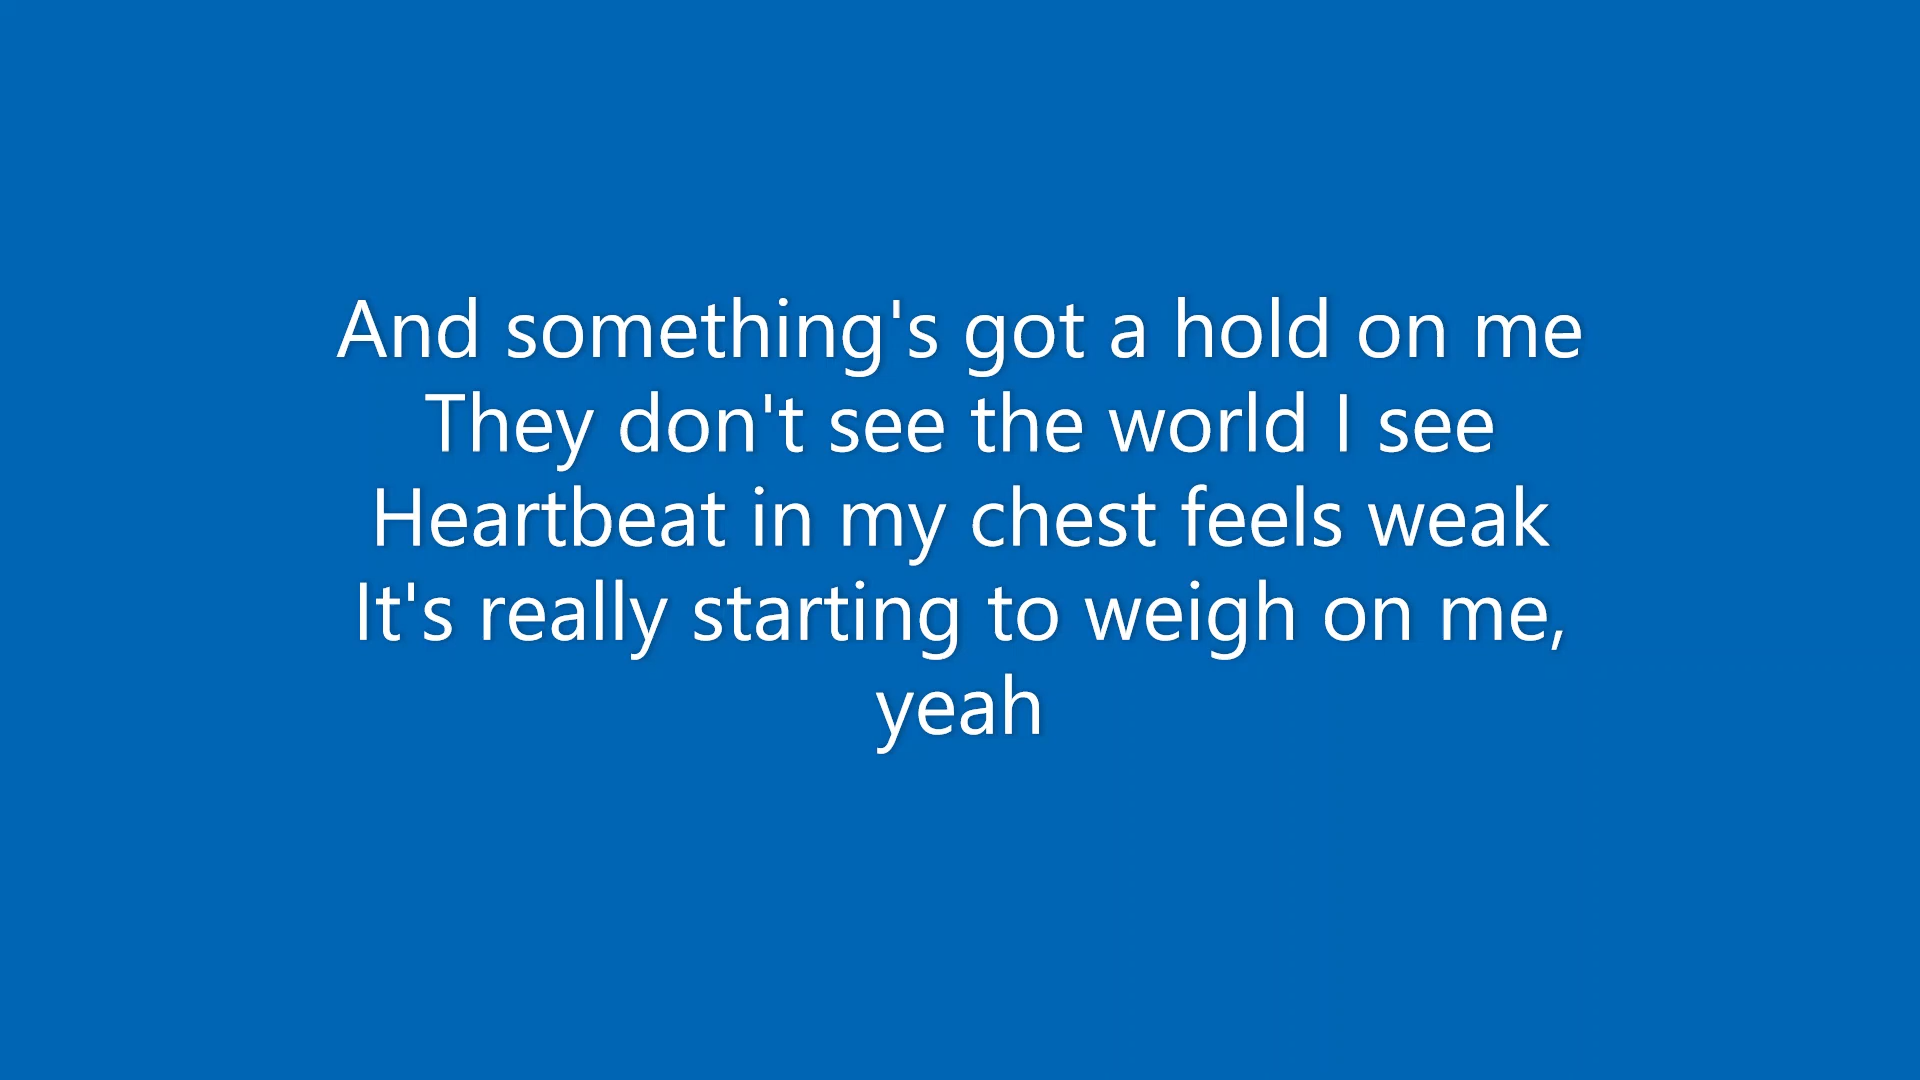 And something's got a hold on me
They don't see the world I see
Heartbeat in my chest feels weak
It's really starting to weigh on me,
yeah